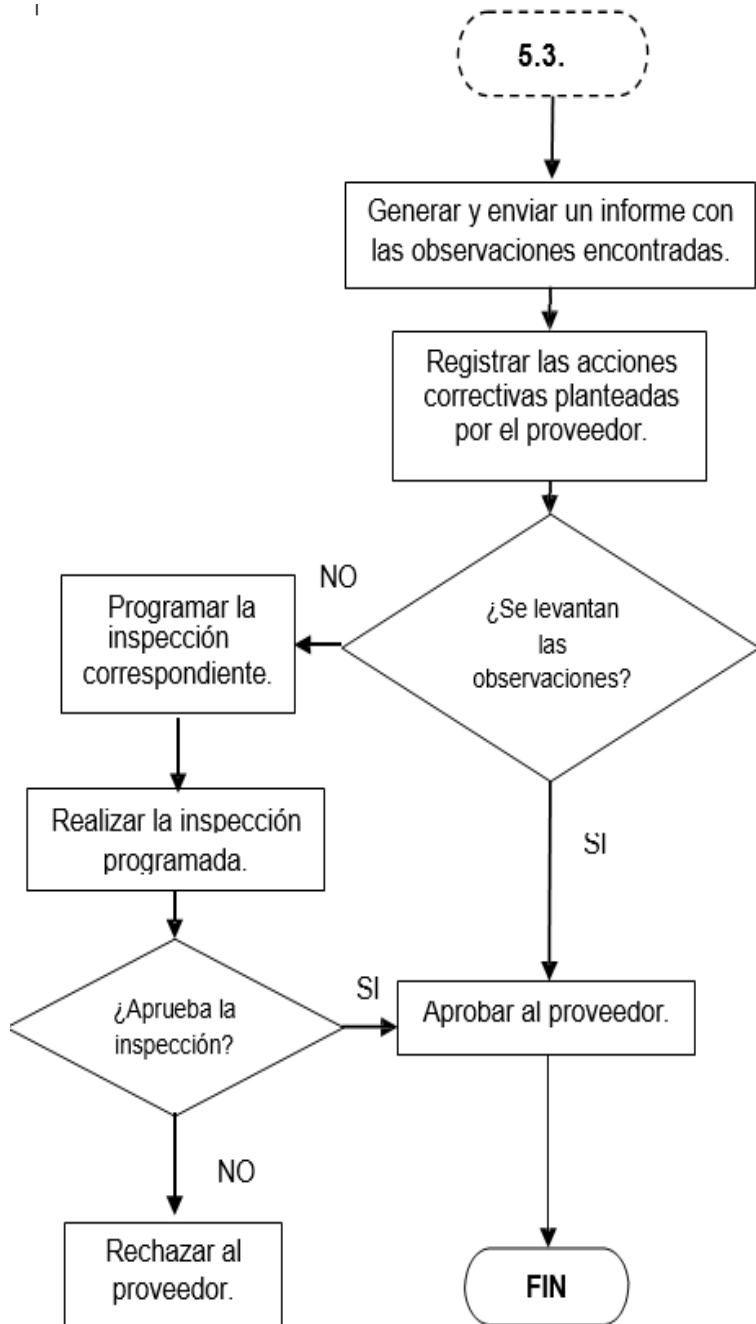 5.3.
Generar y enviar un informe con
las observaciones encontradas.
Registrar las acciones
correctivas planteadas
por el proveedor.
¿Se levantan
las
observaciones?
NO
Programar la
inspección
correspondiente.
SI
Realizar la inspección
programada.
¿Aprueba la
inspección?
SI
Aprobar al proveedor.
NO
Rechazar al
proveedor.
FIN